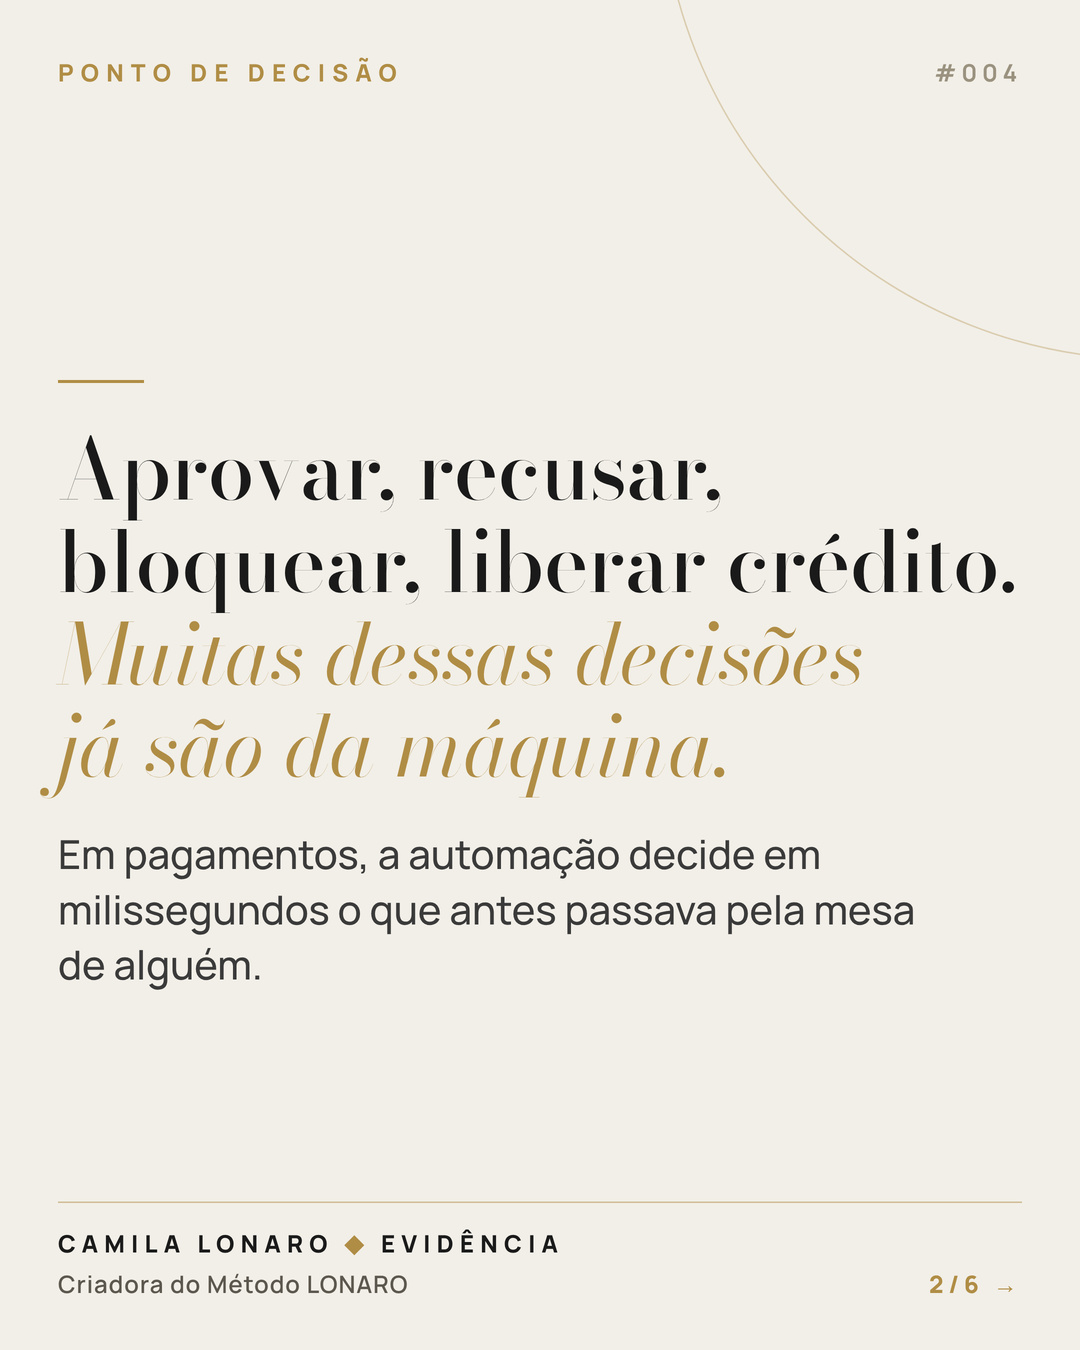 PONTO DE DECISÃO
#004
Aprovar, recusar,
bloquear, liberar crédito.
Muitas dessas decisões
já são da máquina.
Em pagamentos, a automação decide em
milissegundos o que antes passava pela mesa
de alguém.
CAMILA LONARO ◆ EVIDÊNCIA
Criadora do Método LONARO
2/6 →